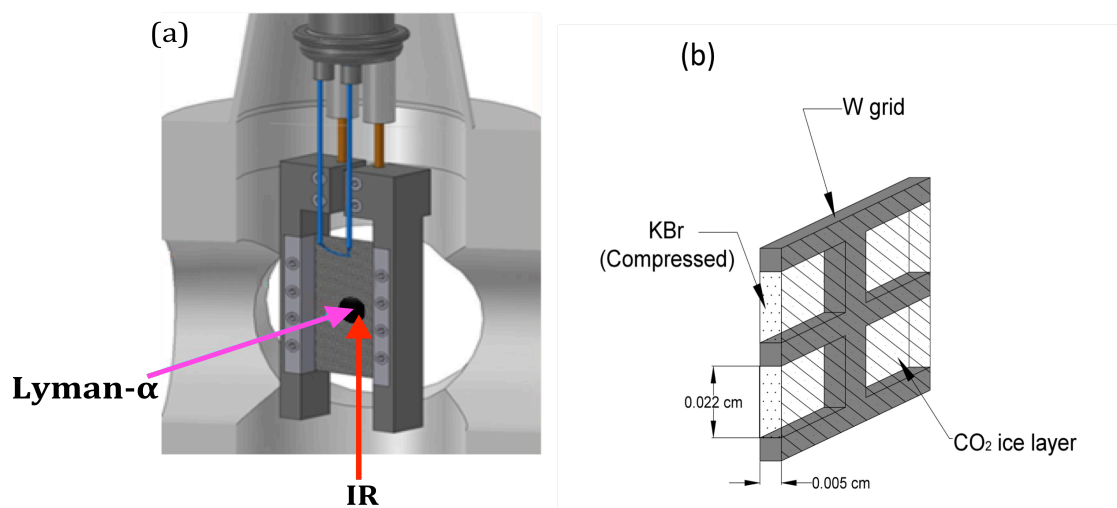 (a)
Lyman-α
IR
(b)
W grid
KBr
(Compressed)
0.022 cm
CO₂ ice layer
0.005 cm